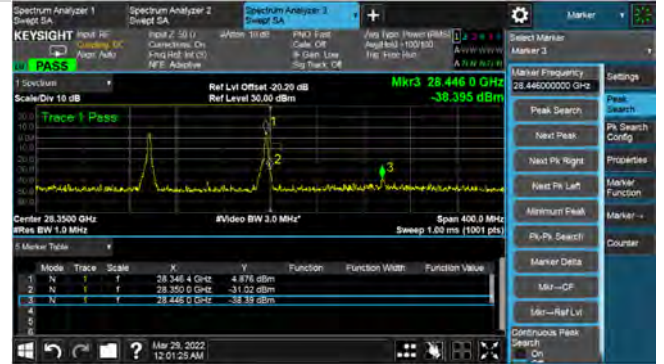 Spectrum Analyzer 1
Swept SA
Spectrum Analyzer 2
Swept SA
Spectrum Analyzer 3
Swept SA
+
Marker
KEYSIGHT
Input: RF
Coupling: DC
Align: Auto
Input Z: 50 Ω
Corrections: On
Freq Ref: Int (S)
NFE: Adaptive
#Atten: 10 dB
PNO: Fast
Gate: Off
IF Gain: Low
Sig Track: Off
Avg Type: Power (RMS)
Avg|Hold: >100/100
Trig: Free Run
PASS
Select Marker
Marker 3
1 Spectrum
Scale/Div 10 dB
Ref Lvl Offset -20.20 dB
Ref Level 30.00 dBm
Mkr3 28.446 0 GHz
-38.395 dBm
Trace 1 Pass
1
2
3
Center 28.3500 GHz
#Res BW 1.0 MHz
#Video BW 3.0 MHz*
Span 400.0 MHz
Sweep 1.00 ms (1001 pts)
5 Marker Table
Mode Trace Scale X Y Function Function Width Function Value
1 N 1 f 28.346 4 GHz 4.876 dBm
2 N 1 f 28.350 0 GHz -31.02 dBm
3 N 1 f 28.446 0 GHz -38.39 dBm
4
5
6
Mar 29, 2022
12:01:25 AM
Marker Frequency
28.446000000 GHz
Peak Search
Next Peak
Next Pk Right
Next Pk Left
Minimum Peak
Pk-Pk Search
Marker Delta
Mkr→CF
Mkr→Ref Lvl
Continuous Peak
Search
On
Off
Settings
Peak
Search
Pk Search
Config
Properties
Marker
Function
Marker→
Counter